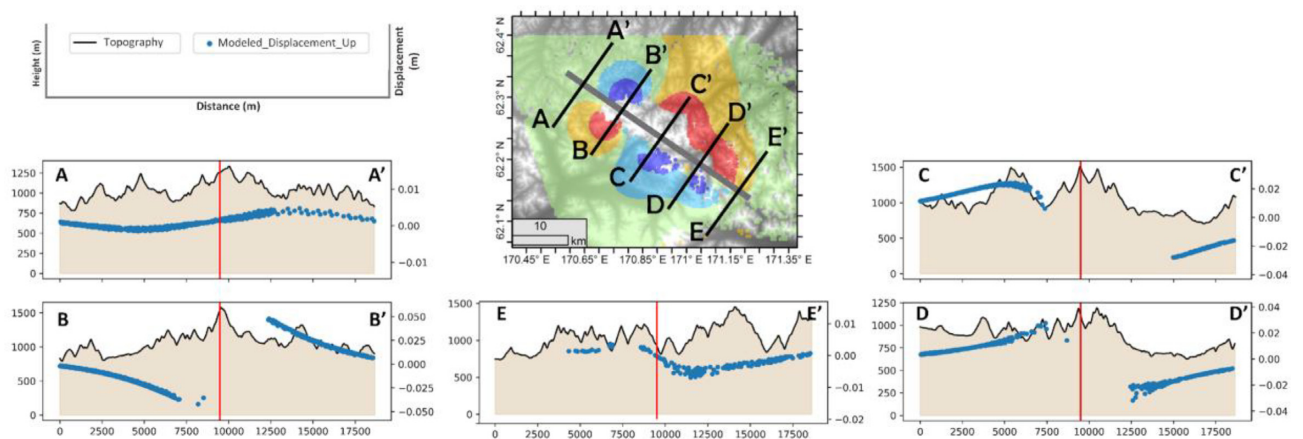 Height (m)
Topography
Modeled_Displacement_Up
Displacement (m)
Distance (m)
62.4° N
62.3° N
62.2° N
62.1° N
A'
B'
C'
D'
E'
A
B
C
D
E
10
km
170.45° E 170.65° E 170.85° E 171° E 171.15° E 171.35° E
A
A'
1250
1000
750
500
250
0
0.01
0.00
−0.01
B
B'
1500
1000
500
0
0.050
0.025
0.000
−0.025
−0.050
0 2500 5000 7500 10000 12500 15000 17500
E
E'
1500
1000
500
0
0.01
0.00
−0.01
−0.02
0 2500 5000 7500 10000 12500 15000 17500
C
C'
1500
1000
500
0
0.02
0.00
−0.02
−0.04
D
D'
1250
1000
750
500
250
0
0.04
0.02
0.00
−0.02
−0.04
0 2500 5000 7500 10000 12500 15000 17500